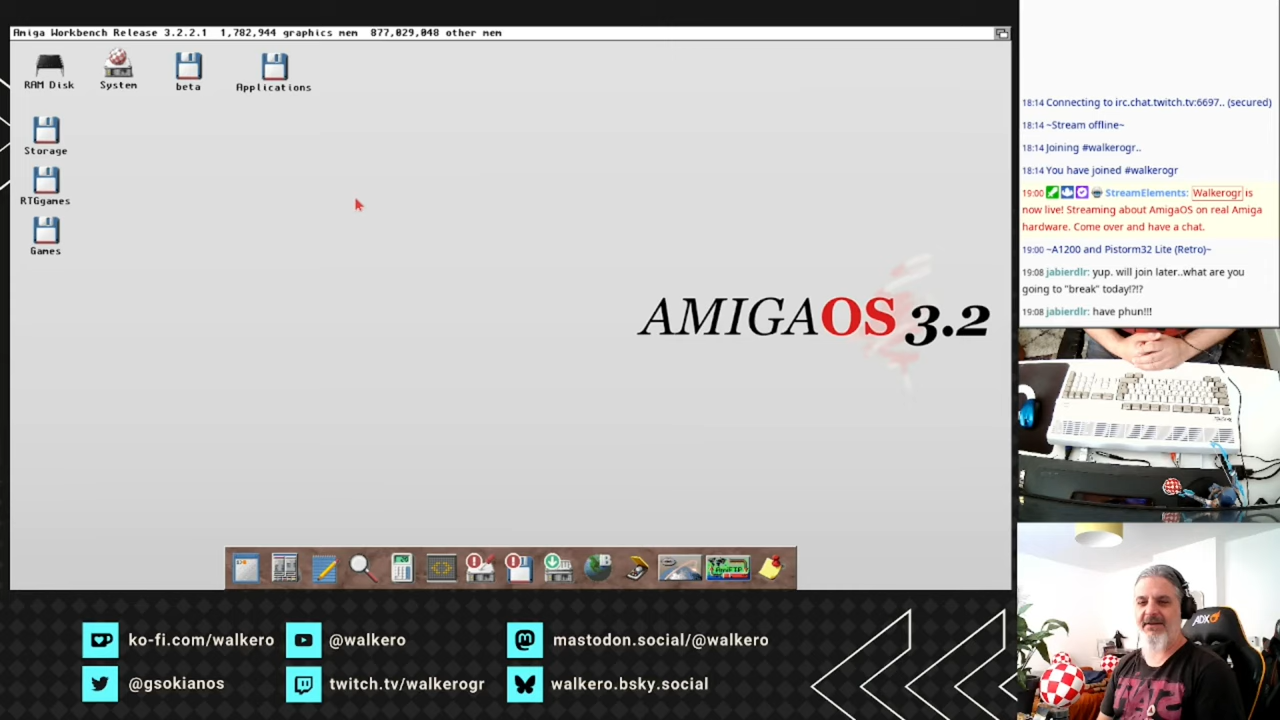 Amiga Workbench Release 3.2.2.1 1,782,944 graphics mem 877,029,048 other mem
RAM Disk
System
beta
Applications
Storage
RTGgames
Games
AMIGAOS 3.2
18:14 Connecting to irc.chat.twitch.tv:6697.. (secured)
18:14 ~Stream offline~
18:14 Joining #walkerogr..
18:14 You have joined #walkerogr
19:00 StreamElements: Walkerogr is
now live! Streaming about AmigaOS on real Amiga
hardware. Come over and have a chat.
19:00 ~A1200 and Pistorm32 Lite (Retro)~
19:08 jabierdlr: yup. will join later..what are you
going to "break" today!?!?
19:08 jabierdlr: have phun!!!
ADX
ko-fi.com/walkero
@walkero
mastodon.social/@walkero
@gsokianos
twitch.tv/walkerogr
walkero.bsky.social